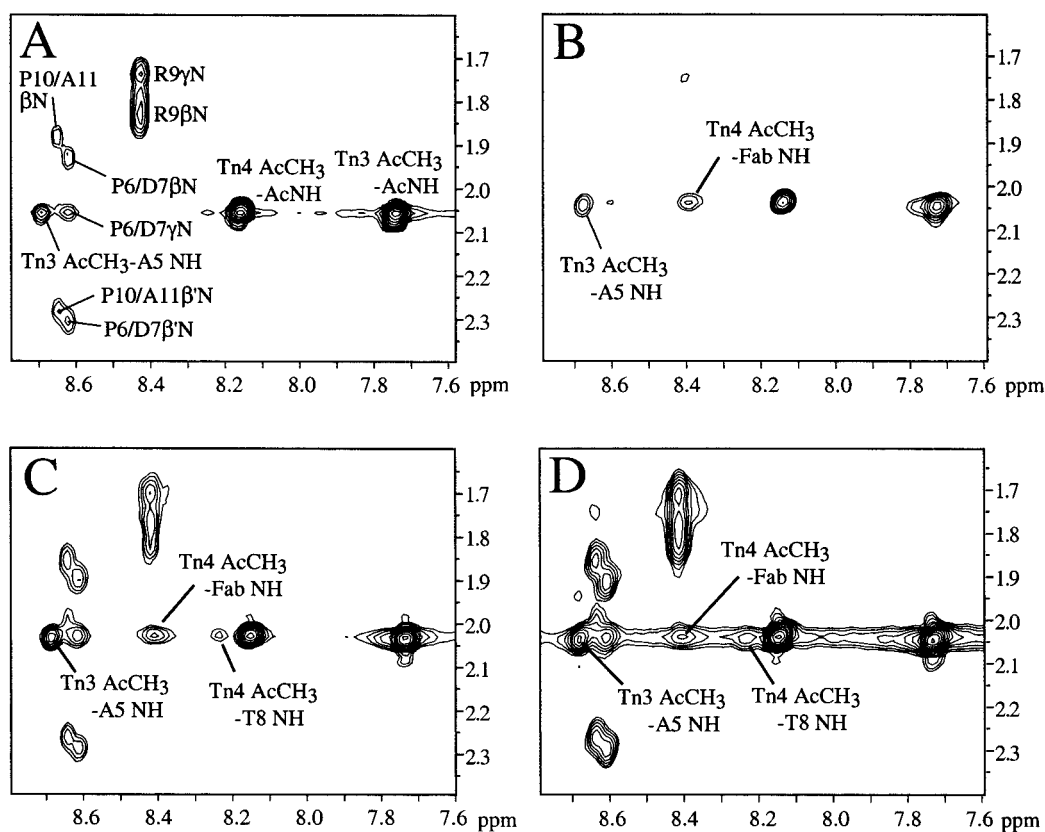 A
P10/A11
βN
R9γN
R9βN
P6/D7βN
Tn4 AcCH3
-AcNH
Tn3 AcCH3
-AcNH
P6/D7γN
Tn3 AcCH3-A5 NH
P10/A11β'N
P6/D7β'N
1.7
1.8
1.9
2.0
2.1
2.2
2.3
8.6 8.4 8.2 8.0 7.8 7.6 ppm
B
Tn4 AcCH3
-Fab NH
Tn3 AcCH3
-A5 NH
1.7
1.8
1.9
2.0
2.1
2.2
2.3
8.6 8.4 8.2 8.0 7.8 7.6 ppm
C
Tn4 AcCH3
-Fab NH
Tn3 AcCH3
-A5 NH
Tn4 AcCH3
-T8 NH
1.7
1.8
1.9
2.0
2.1
2.2
2.3
8.6 8.4 8.2 8.0 7.8 7.6 ppm
D
Tn4 AcCH3
-Fab NH
Tn3 AcCH3
-A5 NH
Tn4 AcCH3
-T8 NH
1.7
1.8
1.9
2.0
2.1
2.2
2.3
8.6 8.4 8.2 8.0 7.8 7.6 ppm